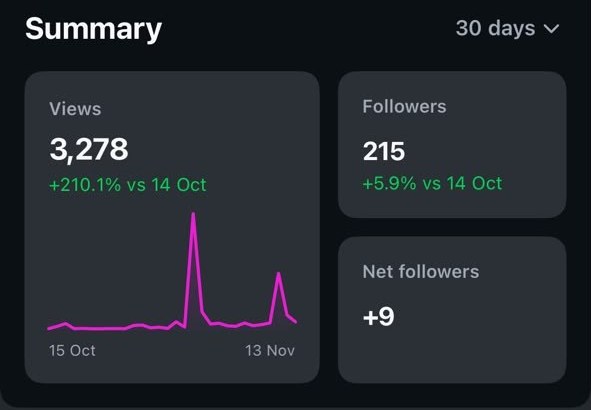 Summary
30 days
Views
3,278
+210.1% vs 14 Oct
15 Oct
13 Nov
Followers
215
+5.9% vs 14 Oct
Net followers
+9